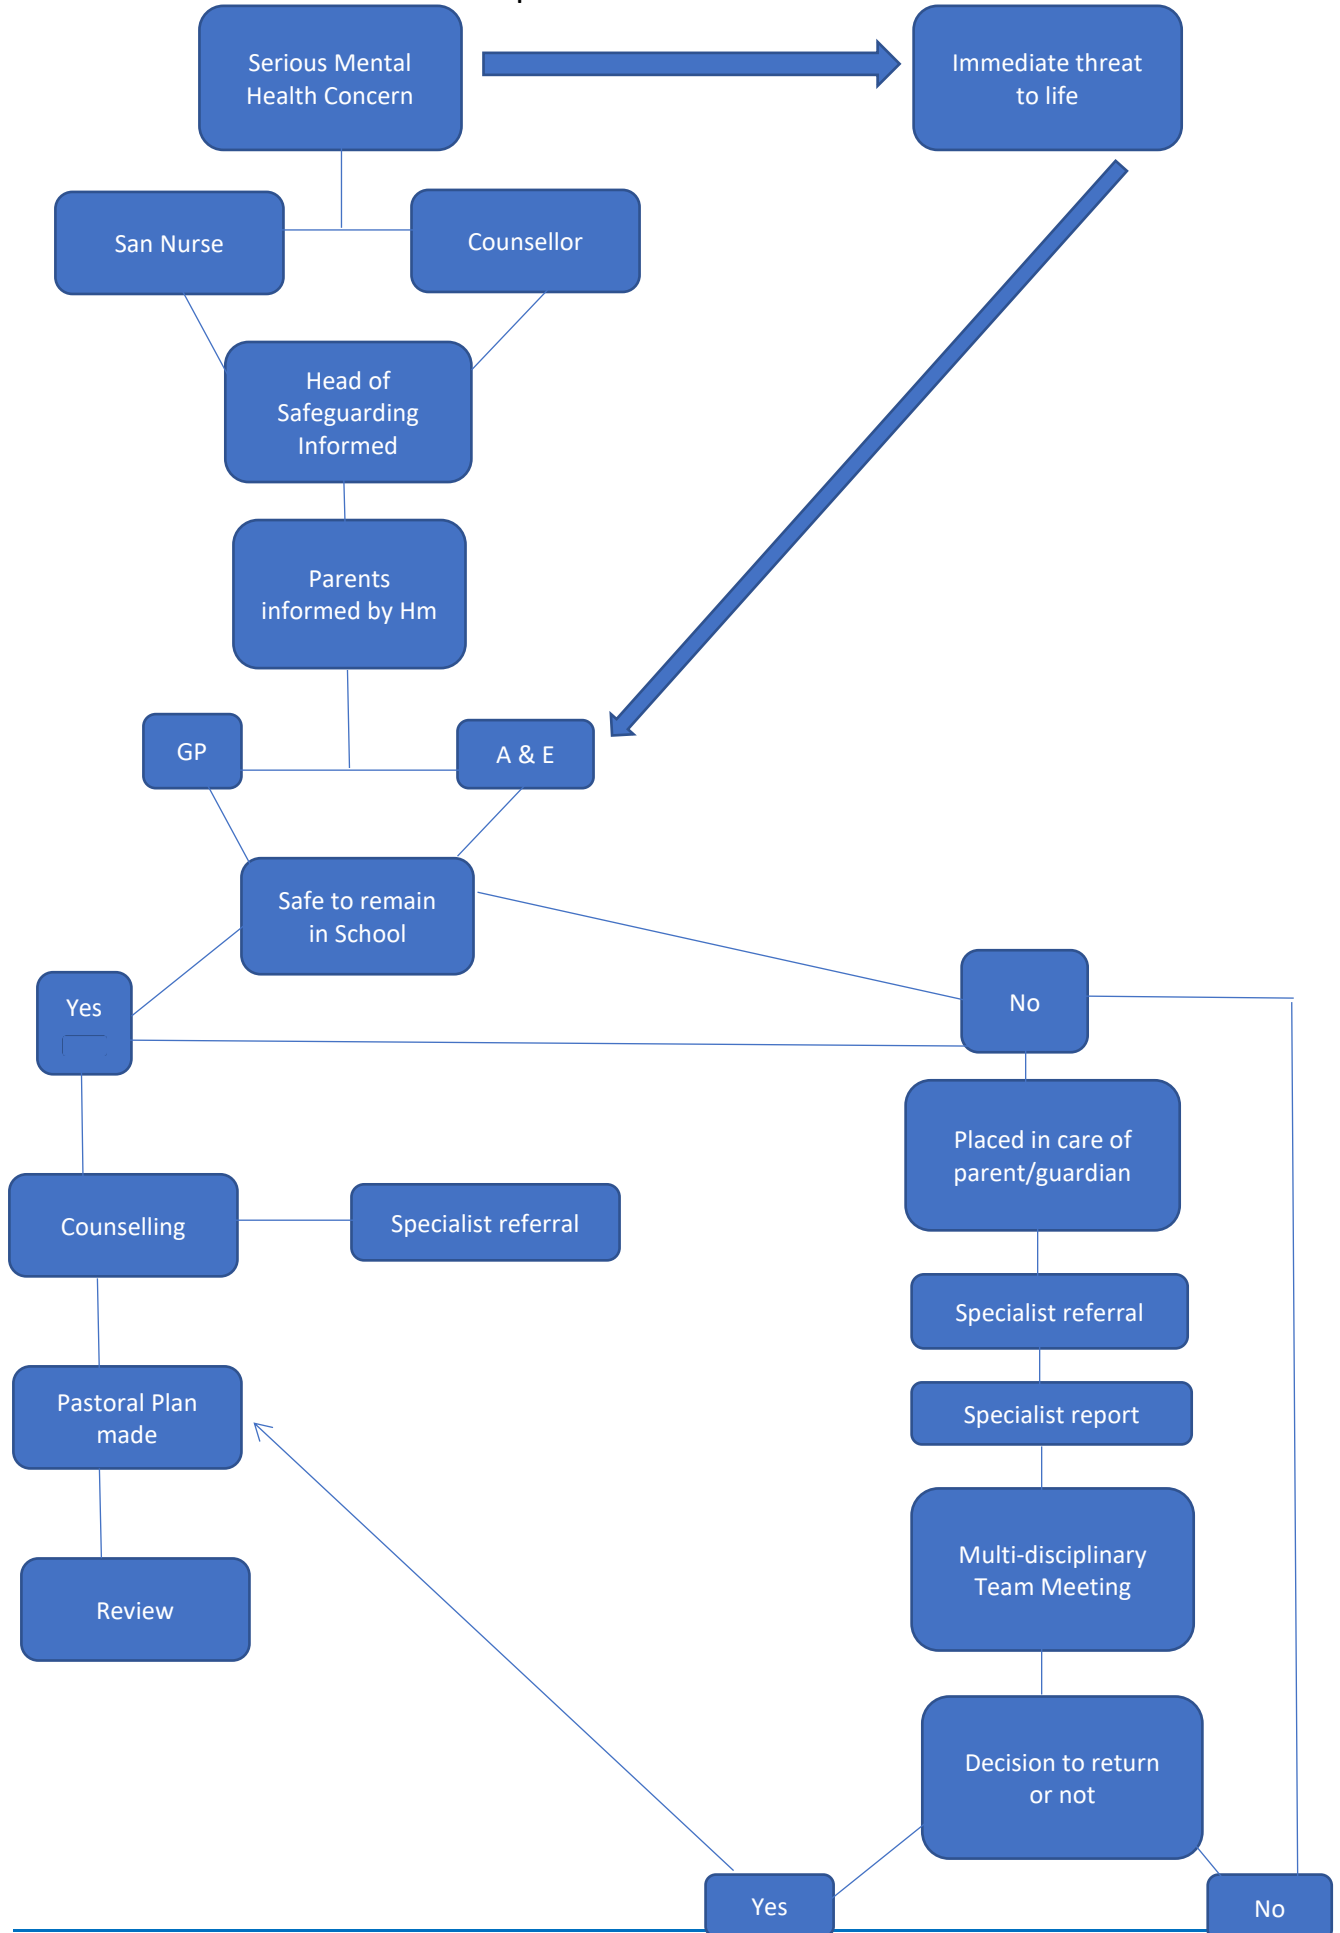 Serious Mental
Health Concern
Immediate threat
to life
San Nurse
Counsellor
Head of
Safeguarding
Informed
Parents
informed by Hm
GP
A & E
Safe to remain
in School
Yes
No
Placed in care of
parent/guardian
Counselling
Specialist referral
Specialist referral
Pastoral Plan
made
Specialist report
Multi-disciplinary
Team Meeting
Review
Decision to return
or not
Yes
No